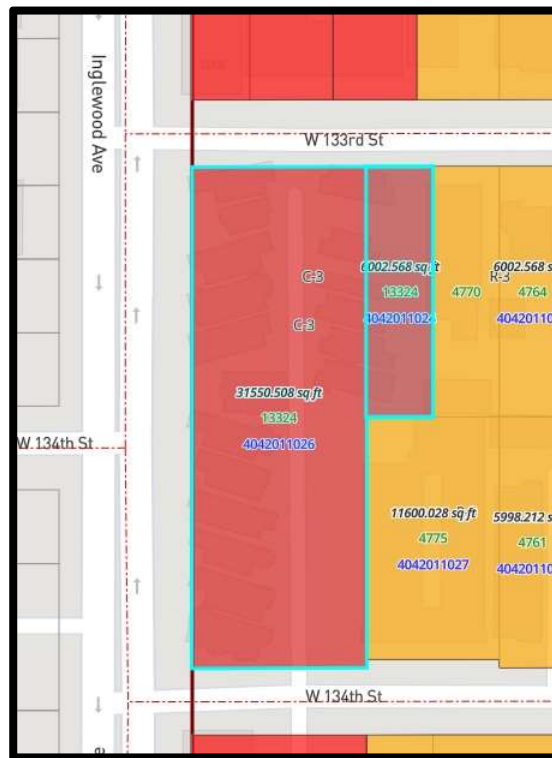 Inglewood Ave
W 133rd St
C-3
6002.568 sq ft
R-3
6002.568 s
13324
4770
4764
4042011024
40420110
C-3
31550.508 sq ft
13324
4042011026
W 134th St
11600.028 sq ft
5998.212 s
4775
4761
4042011027
40420110
W 134th St
e